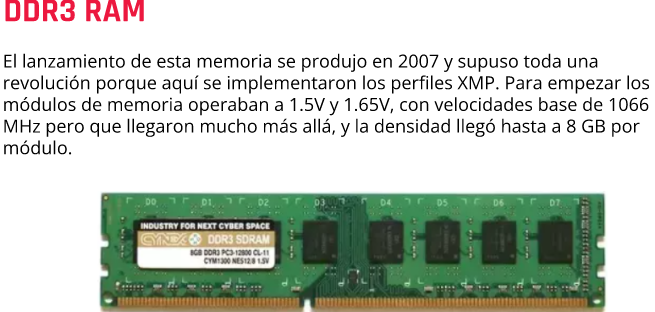 DDR3 RAM
El lanzamiento de esta memoria se produjo en 2007 y supuso toda una
revolución porque aquí se implementaron los perfiles XMP. Para empezar los
módulos de memoria operaban a 1.5V y 1.65V, con velocidades base de 1066
MHz pero que llegaron mucho más allá, y la densidad llegó hasta a 8 GB por
módulo.
D0 D1 D2 D3 D4 D5 D6 D7
INDUSTRY FOR NEXT CYBER SPACE
DDR3 SDRAM
8GB DDR3 PC3-12800 CL-11
CYM1300 NE512/8 1.5V